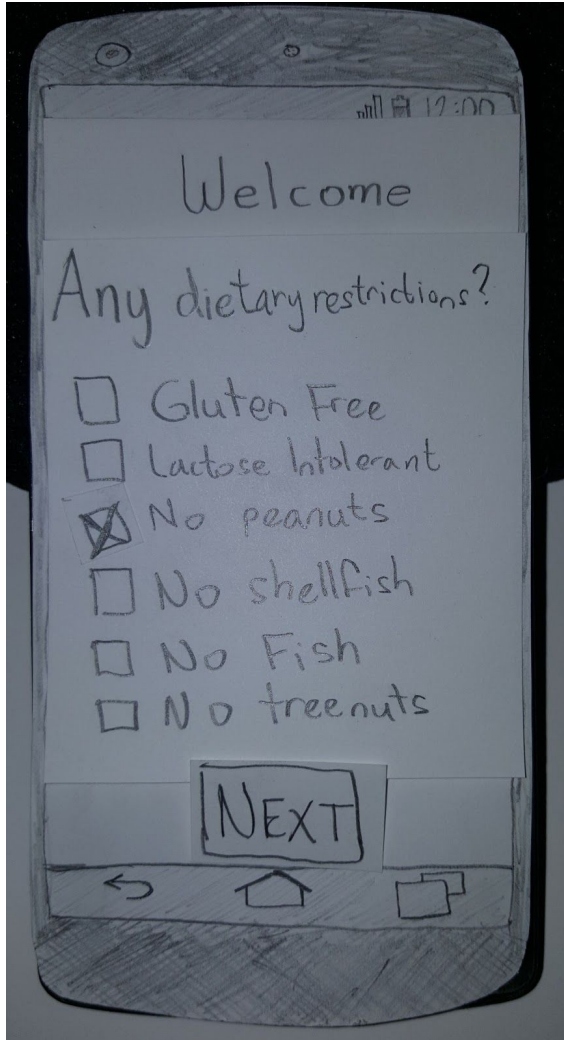 12:00
Welcome
Any dietary restrictions?
Gluten Free
Lactose Intolerant
No peanuts
No shellfish
No Fish
No treenuts
NEXT